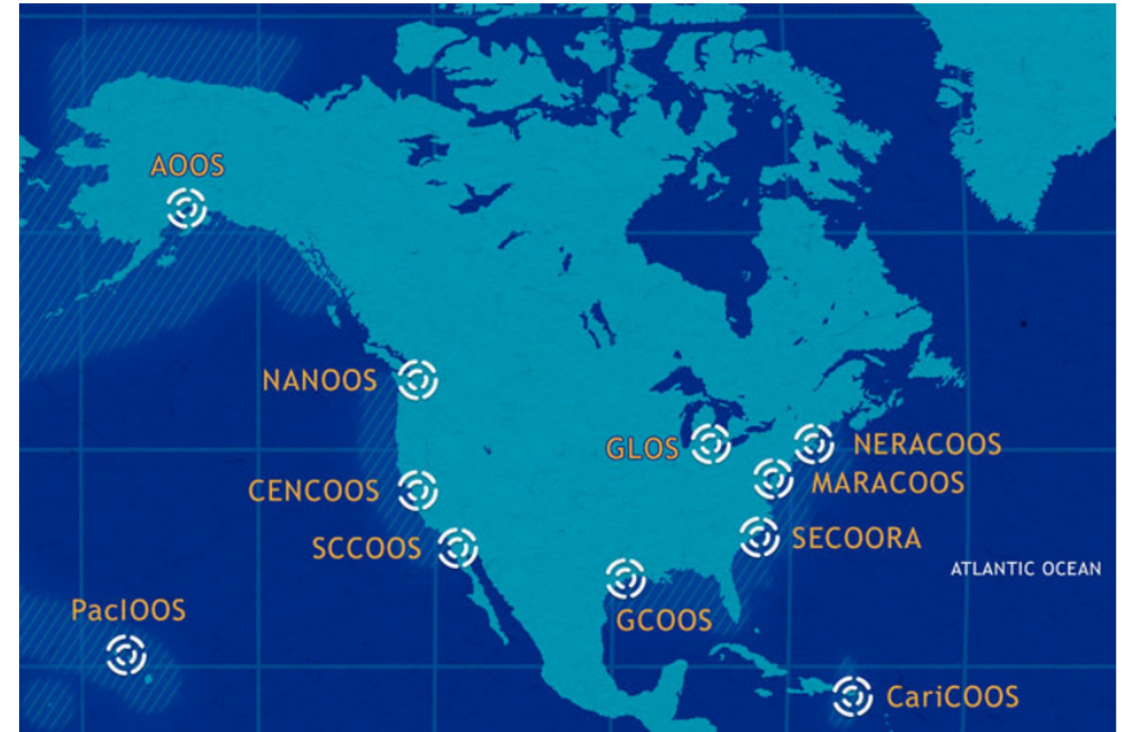 AOOS
NANOOS
GLOS
NERACOOS
MARACOOS
CENCOOS
SECOORA
SCCOOS
ATLANTIC OCEAN
PacIOOS
GCOOS
CariCOOS